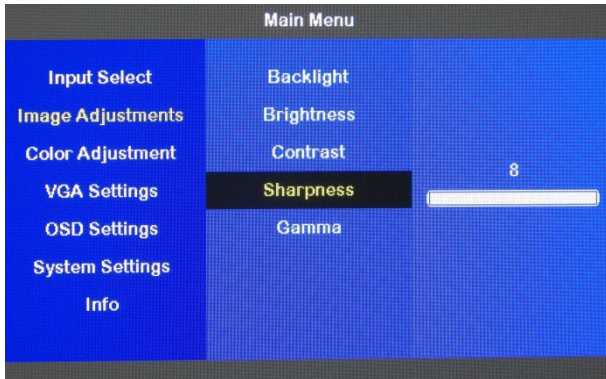 Main Menu
Input Select
Image Adjustments
Color Adjustment
VGA Settings
OSD Settings
System Settings
Info
Backlight
Brightness
Contrast
Sharpness
Gamma
8